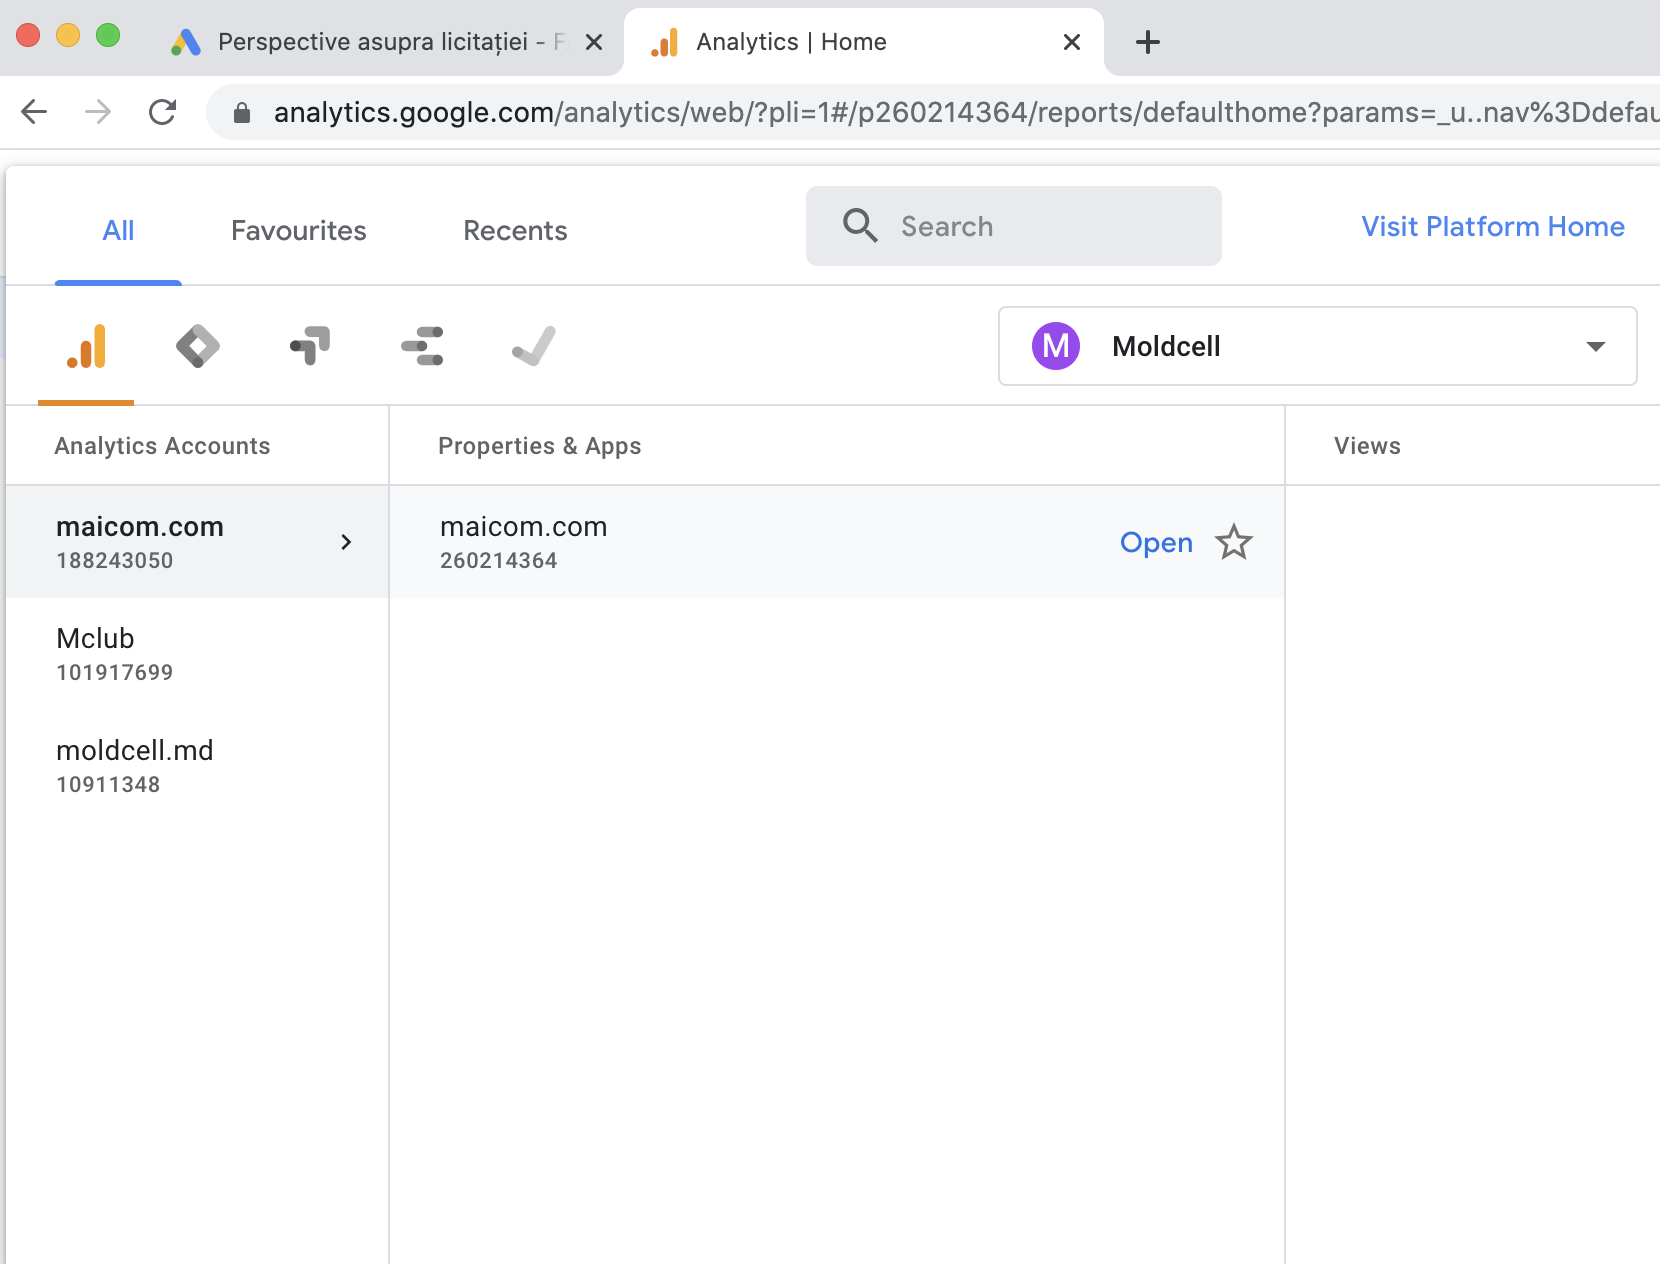 Perspective asupra licitației - F
Analytics | Home
analytics.google.com/analytics/web/?pli=1#/p260214364/reports/defaulthome?params=_u..nav%3Ddefau
All
Favourites
Recents
Search
Visit Platform Home
M
Moldcell
Analytics Accounts
Properties & Apps
Views
maicom.com
188243050
maicom.com
260214364
Open
Mclub
101917699
moldcell.md
10911348